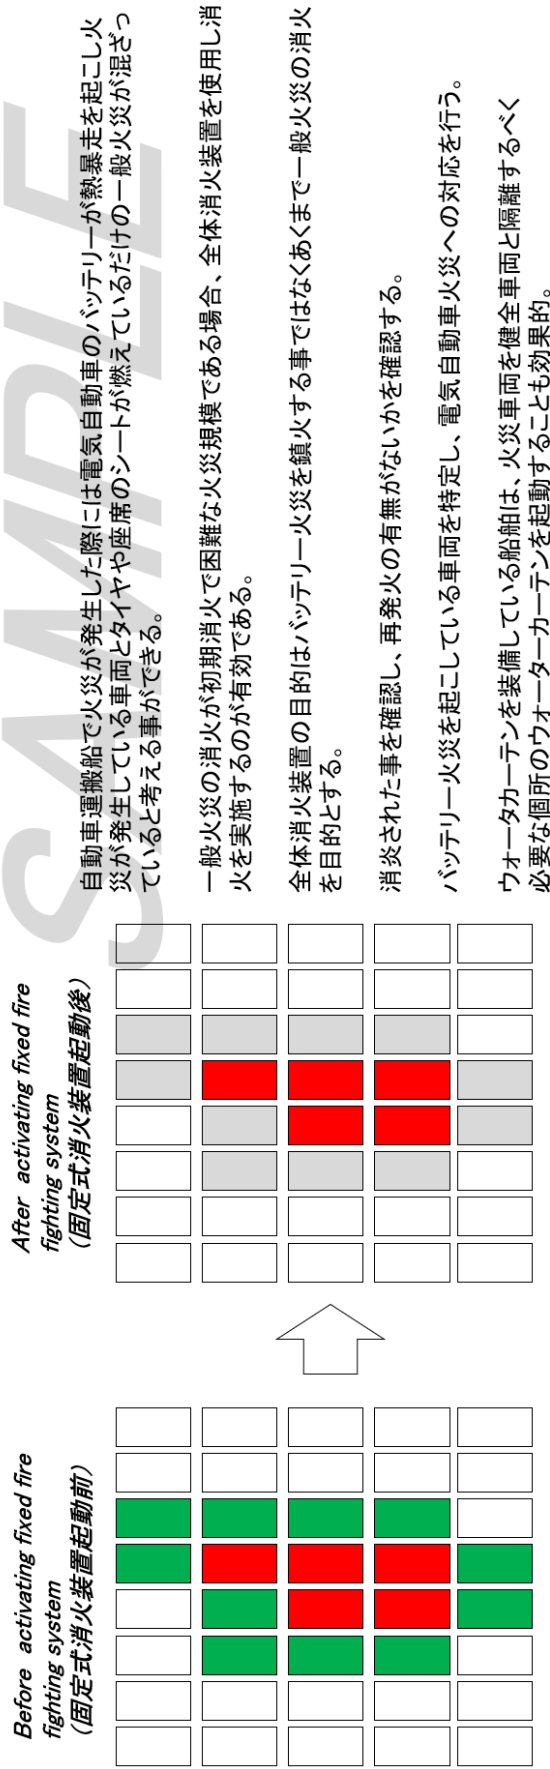 Before activating fixed fire
fighting system
(固定式消火装置起動前)
After activating fixed fire
fighting system
(固定式消火装置起動後)
SAMPLE
自動車運搬船で火災が発生した際には電気自動車のバッテリーが熱暴走を起こし火
災が発生している車両とタイヤや座席のシートが燃えているだけの一般火災が混ざっ
ていると考える事ができる。
一般火災の消火が初期消火で困難な火災規模である場合、全体消火装置を使用し消
火を実施するのが有効である。
全体消火装置の目的はバッテリー火災を鎮火する事ではなくあくまで一般火災の消火
を目的とする。
消炎された事を確認し、再発火の有無がないかを確認する。
バッテリー火災を起こしている車両を特定し、電気自動車火災への対応を行う。
ウォータカーテンを装備している船舶は、火災車両を健全車両と隔離するべく
必要な個所のウォーターカーテンを起動することも効果的。